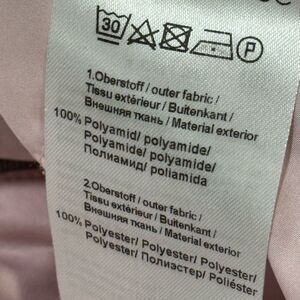 30 P
1.Oberstoff / outer fabric /
Tissu extérieur / Buitenkant /
Внешняя ткань / Material exterior
100% Polyamid/ polyamide/
Polyamide/ polyamide/
Полиамид/ poliamida
2.Oberstoff / outer fabric /
Tissu extérieur / Buitenkant /
Внешняя ткань / Material exterior
100% Polyester/ Polyester/ Polyester/
Polyester/ Полиэстер/ Poliéster